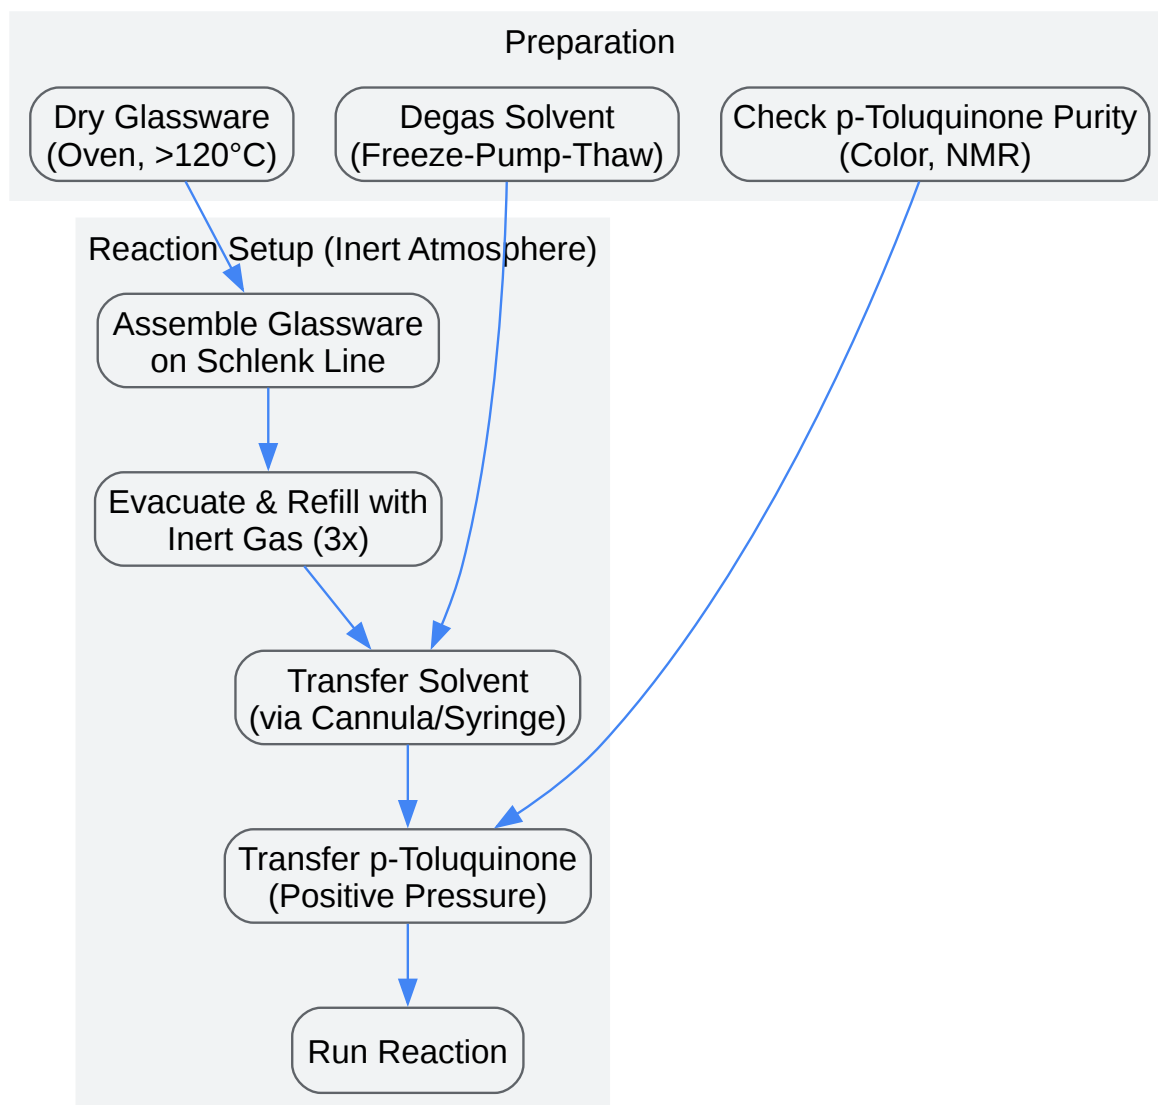 Preparation
Dry Glassware
(Oven, >120°C)
Degas Solvent
(Freeze-Pump-Thaw)
Check p-Toluquinone Purity
(Color, NMR)
Reaction Setup (Inert Atmosphere)
Assemble Glassware
on Schlenk Line
Evacuate & Refill with
Inert Gas (3x)
Transfer Solvent
(via Cannula/Syringe)
Transfer p-Toluquinone
(Positive Pressure)
Run Reaction